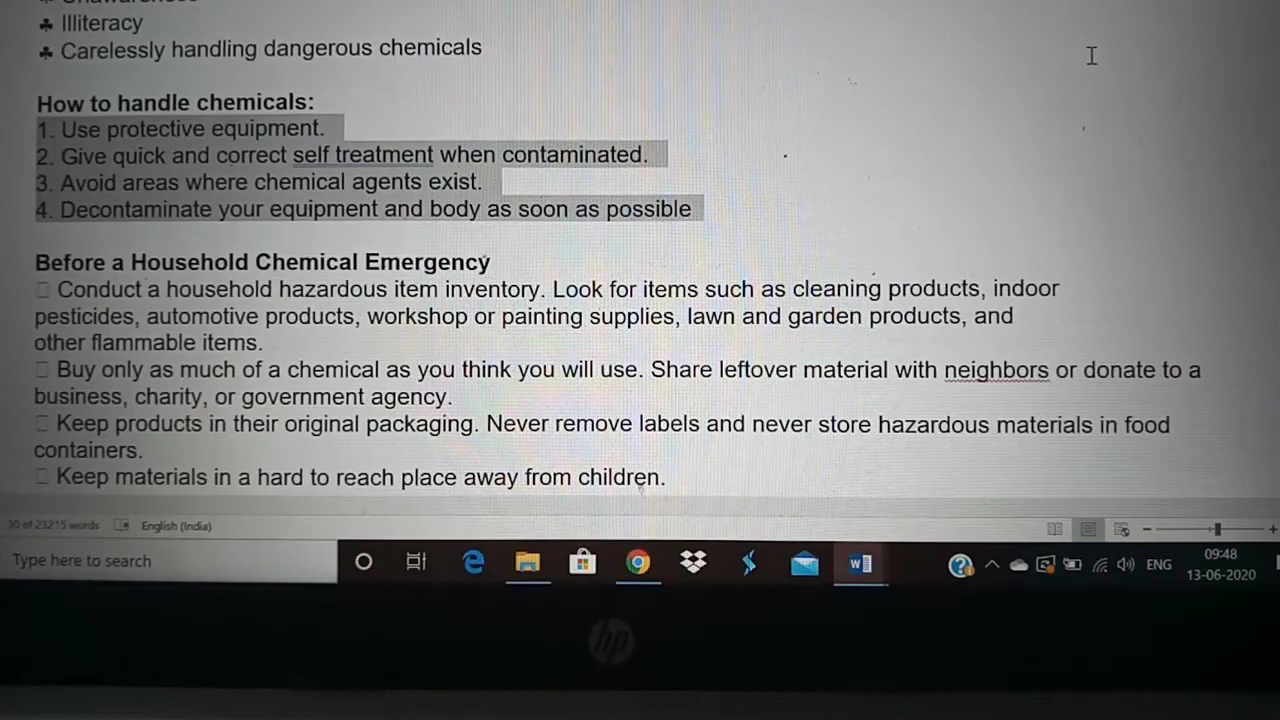 ♣ Illiteracy
♣ Carelessly handling dangerous chemicals
How to handle chemicals:
1. Use protective equipment.
2. Give quick and correct self treatment when contaminated.
3. Avoid areas where chemical agents exist.
4. Decontaminate your equipment and body as soon as possible
Before a Household Chemical Emergency
Conduct a household hazardous item inventory. Look for items such as cleaning products, indoor
pesticides, automotive products, workshop or painting supplies, lawn and garden products, and
other flammable items.
Buy only as much of a chemical as you think you will use. Share leftover material with neighbors or donate to a
business, charity, or government agency.
Keep products in their original packaging. Never remove labels and never store hazardous materials in food
containers.
Keep materials in a hard to reach place away from children.
30 of 23215 words English (India)
Type here to search
ENG
09:48
13-06-2020
hp